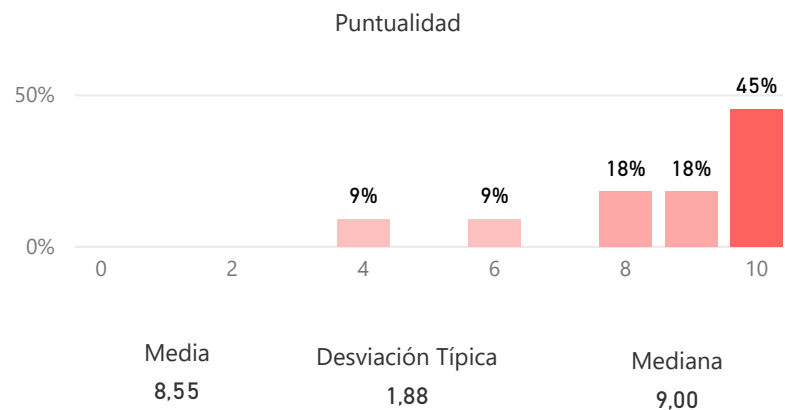 Puntualidad
50%
45%
18% 18%
9% 9%
0%
0 2 4 6 8 10
Media Desviación Típica Mediana
8,55 1,88 9,00